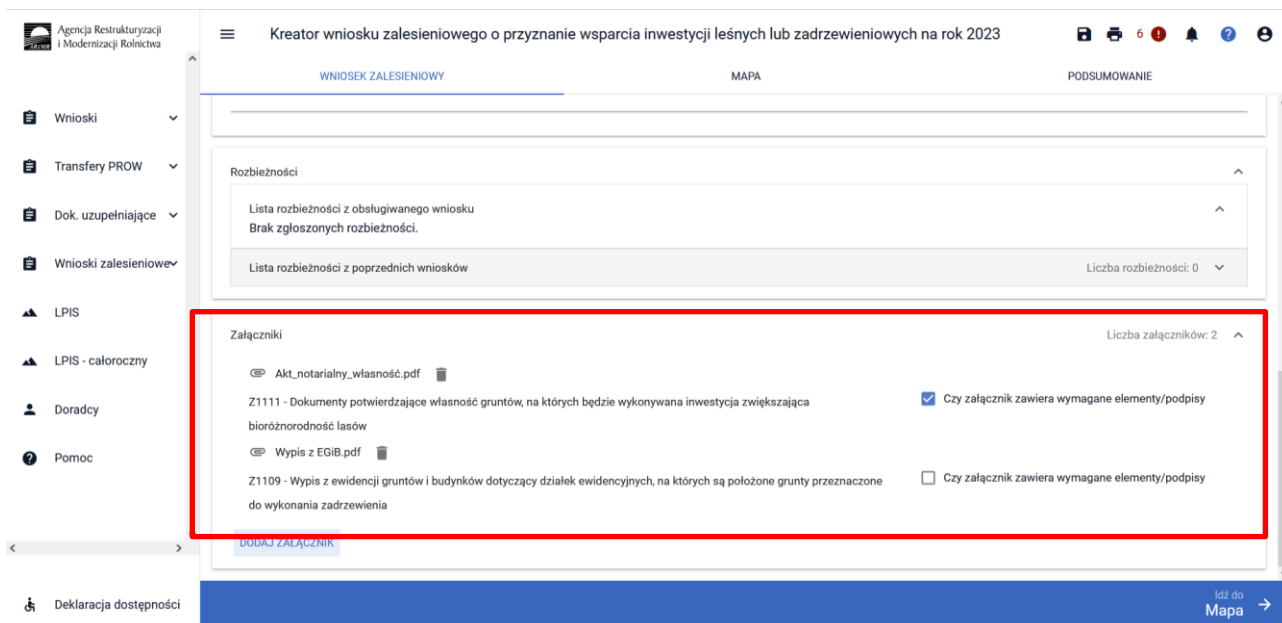 Agencja Restrukturyzacji
i Modernizacji Rolnictwa
ARiMR
Kreator wniosku zalesieniowego o przyznanie wsparcia inwestycji leśnych lub zadrzewieniowych na rok 2023
6
WNIOSEK ZALESIENIOWY
MAPA
PODSUMOWANIE
Wnioski
Transfery PROW
Dok. uzupełniające
Wnioski zalesieniowe
LPIS
LPIS - całoroczny
Doradcy
Pomoc
Deklaracja dostępności
Rozbieżności
Lista rozbieżności z obsługiwanego wniosku
Brak zgłoszonych rozbieżności.
Lista rozbieżności z poprzednich wniosków
Liczba rozbieżności: 0
Załączniki
Liczba załączników: 2
Akt_notarialny_własność.pdf
Z1111 - Dokumenty potwierdzające własność gruntów, na których będzie wykonywana inwestycja zwiększająca
bioróżnorodność lasów
Czy załącznik zawiera wymagane elementy/podpisy
Wypis z EGiB.pdf
Z1109 - Wypis z ewidencji gruntów i budynków dotyczący działek ewidencyjnych, na których są położone grunty przeznaczone
do wykonania zadrzewienia
Czy załącznik zawiera wymagane elementy/podpisy
DODAJ ZAŁĄCZNIK
Idź do
Mapa